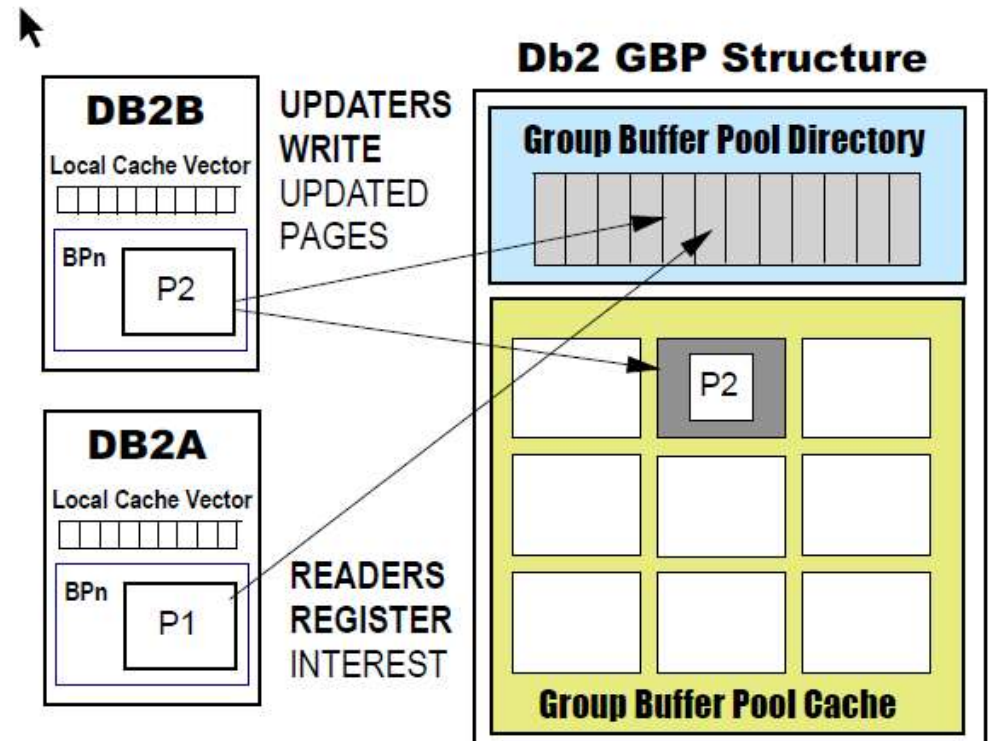 Db2 GBP Structure
DB2B
Local Cache Vector
BPn
P2
UPDATERS
WRITE
UPDATED
PAGES
Group Buffer Pool Directory
P2
DB2A
Local Cache Vector
BPn
P1
READERS
REGISTER
INTEREST
Group Buffer Pool Cache